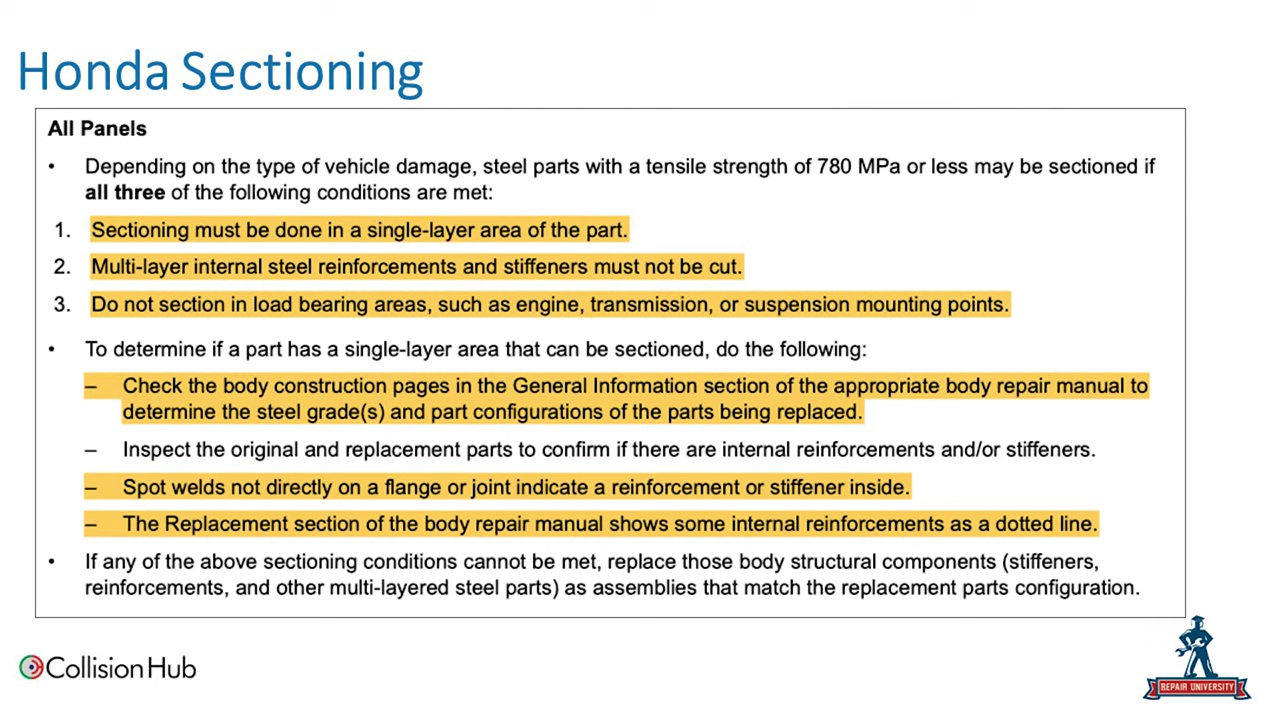 Honda Sectioning
All Panels
• Depending on the type of vehicle damage, steel parts with a tensile strength of 780 MPa or less may be sectioned if
all three of the following conditions are met:
1. Sectioning must be done in a single-layer area of the part.
2. Multi-layer internal steel reinforcements and stiffeners must not be cut.
3. Do not section in load bearing areas, such as engine, transmission, or suspension mounting points.
• To determine if a part has a single-layer area that can be sectioned, do the following:
– Check the body construction pages in the General Information section of the appropriate body repair manual to
determine the steel grade(s) and part configurations of the parts being replaced.
– Inspect the original and replacement parts to confirm if there are internal reinforcements and/or stiffeners.
– Spot welds not directly on a flange or joint indicate a reinforcement or stiffener inside.
– The Replacement section of the body repair manual shows some internal reinforcements as a dotted line.
• If any of the above sectioning conditions cannot be met, replace those body structural components (stiffeners,
reinforcements, and other multi-layered steel parts) as assemblies that match the replacement parts configuration.
Collision Hub
REPAIR UNIVERSITY